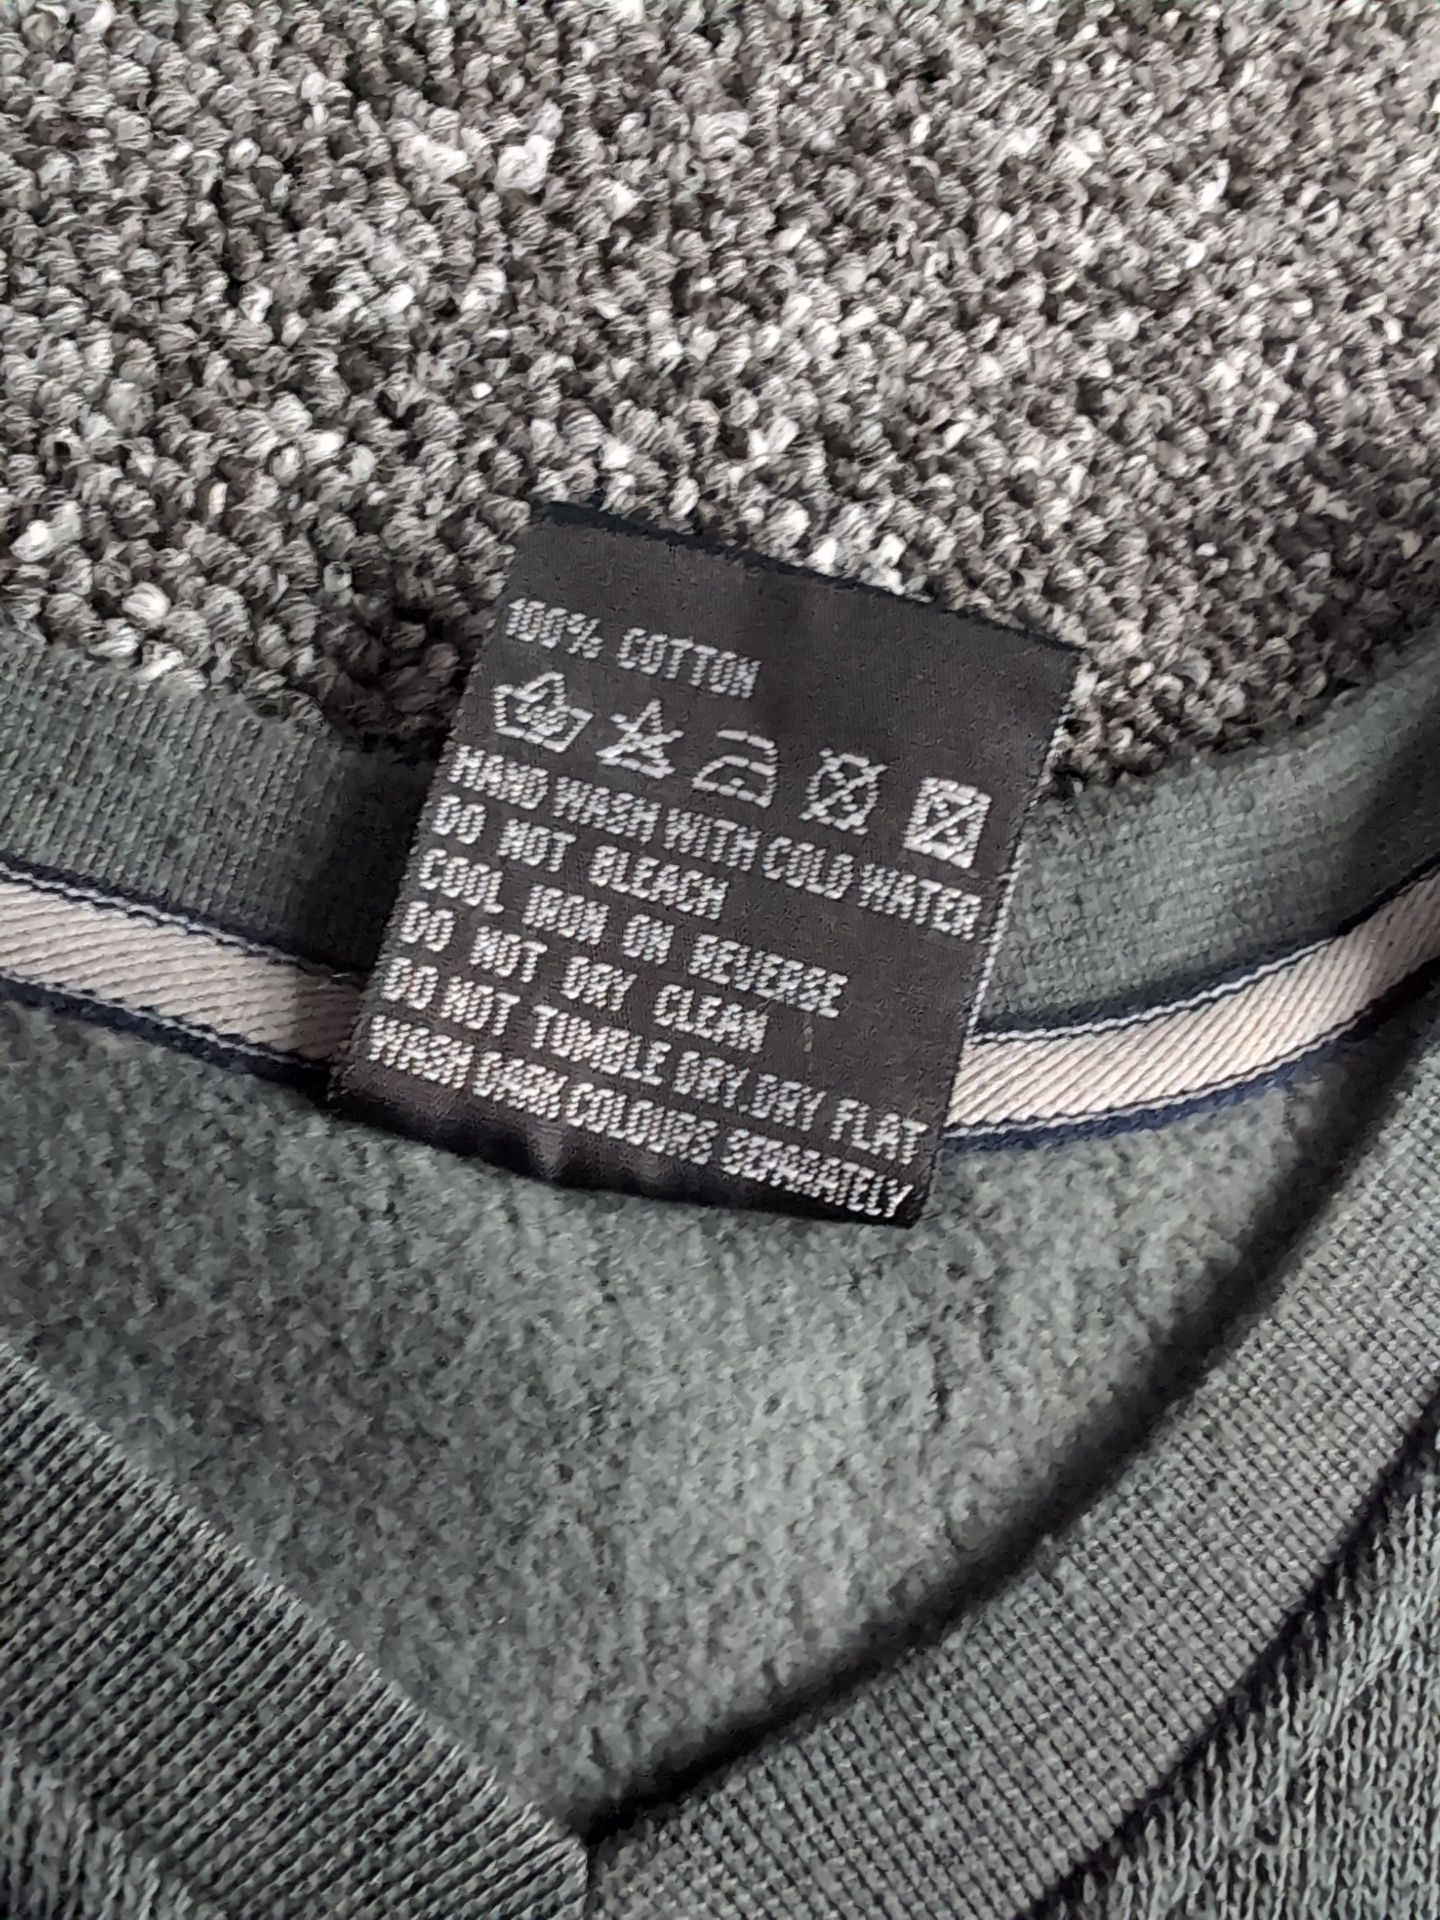 100% COTTON
HAND WASH WITH COLD WATER
DO NOT BLEACH
COOL IRON ON REVERSE
DO NOT DRY CLEAN
DO NOT TUMBLE DRY,DRY FLAT
WASH DARK COLOURS SEPARATELY